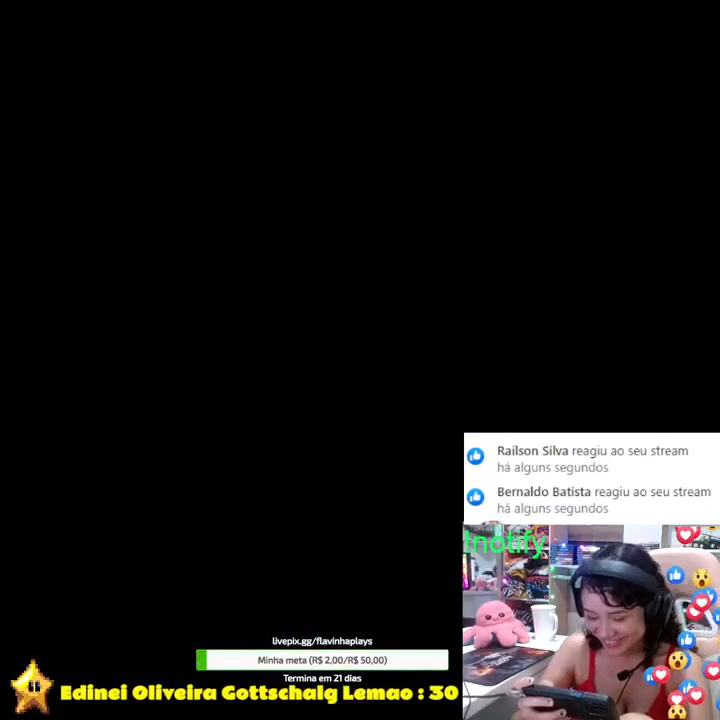 Railson Silva reagiu ao seu stream
há alguns segundos
Bernaldo Batista reagiu ao seu stream
há alguns segundos
!notify
livepix.gg/flavinhaplays
Minha meta (R$ 2,00/R$ 50,00)
Termina em 21 dias
Edinei Oliveira Gottschalg Lemao : 30